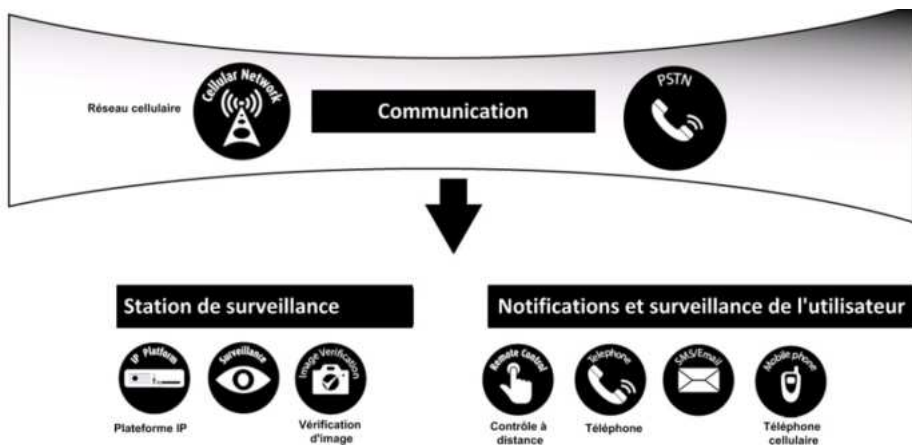 Cellular Network
PSTN
Réseau cellulaire
Communication
Station de surveillance
Notifications et surveillance de l'utilisateur
IP Platform
Surveillance
Image Verification
Remote Control
Telephone
SMS/Email
Mobile phone
Plateforme IP
Vérification
d'image
Contrôle à
distance
Téléphone
Téléphone
cellulaire